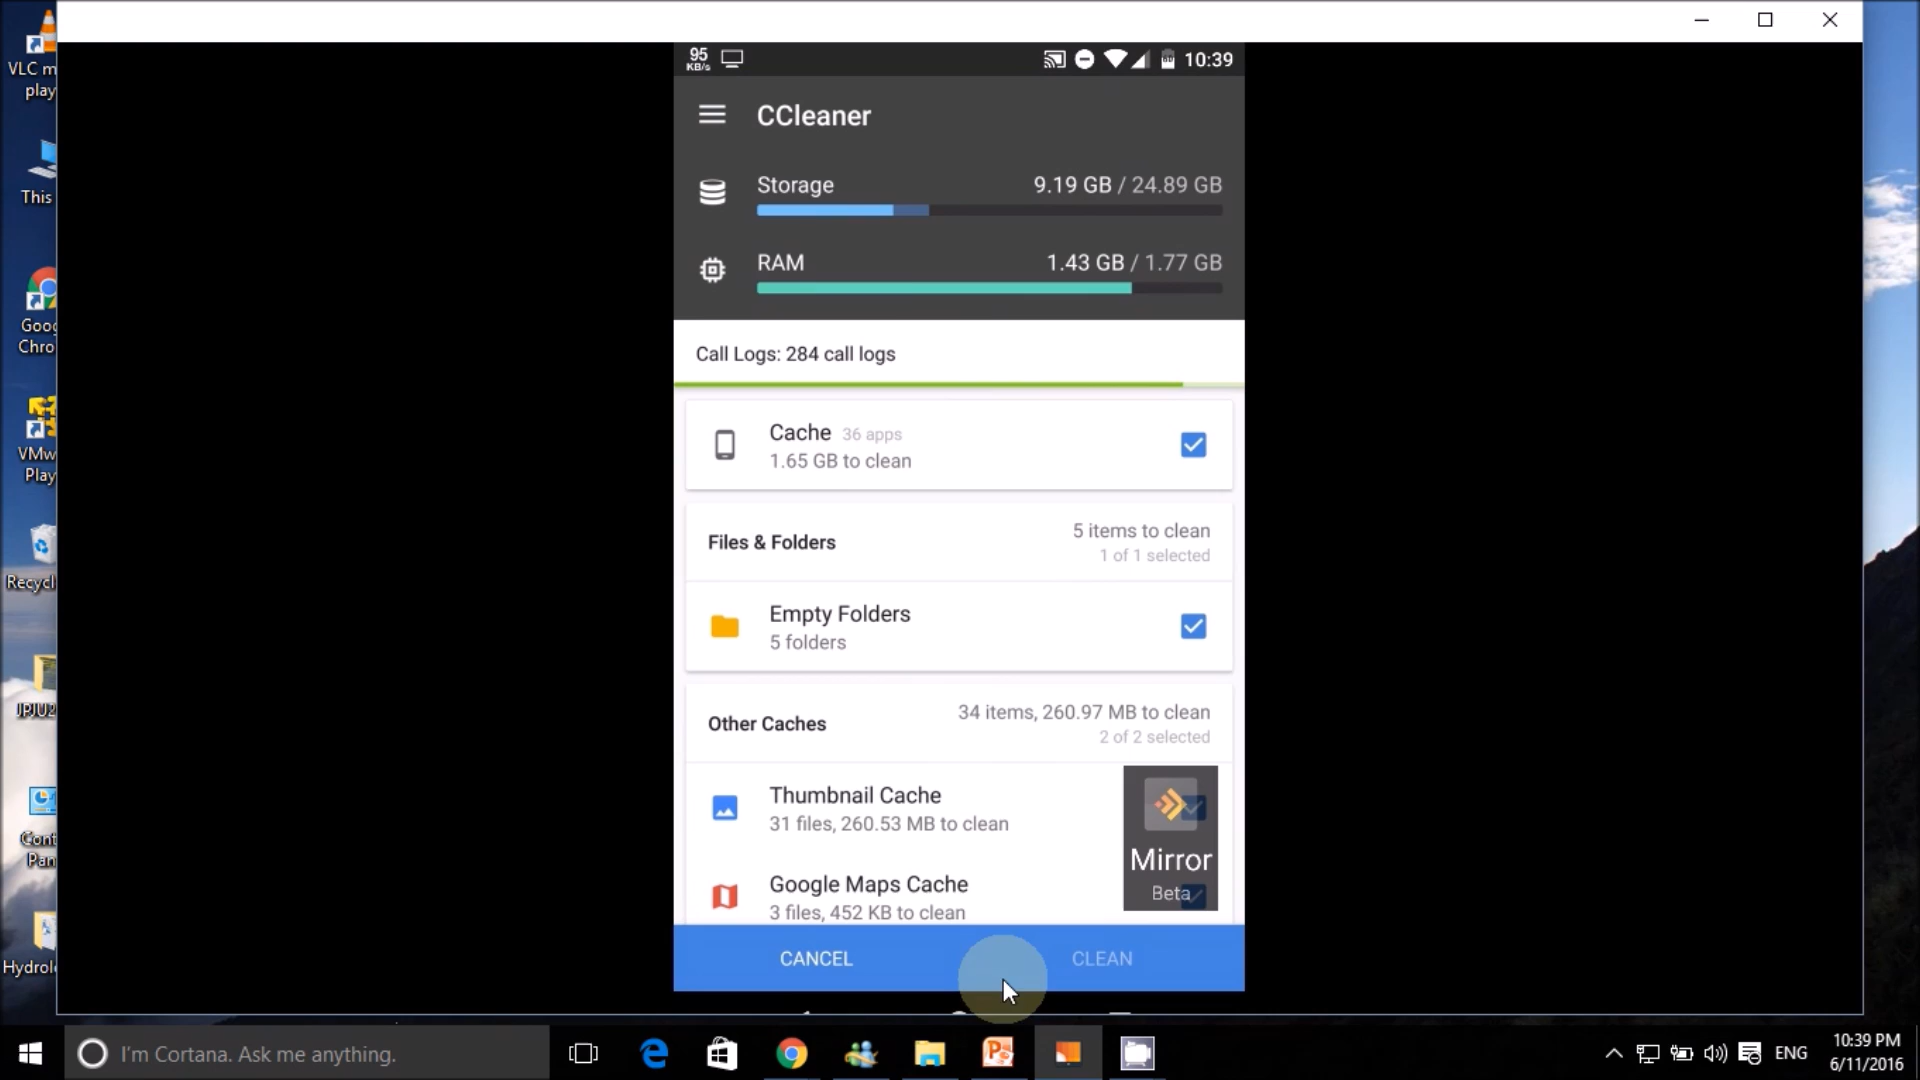 VLC m
play
This
Goog
Chro
VMw
Play
Recycl
JPJU2
Cont
Pan
Hydrol
95
KB/s
10:39
CCleaner
Storage 9.19 GB / 24.89 GB
RAM 1.43 GB / 1.77 GB
Call Logs: 284 call logs
Cache 36 apps
1.65 GB to clean
Files & Folders 5 items to clean
1 of 1 selected
Empty Folders
5 folders
Other Caches 34 items, 260.97 MB to clean
2 of 2 selected
Thumbnail Cache
31 files, 260.53 MB to clean
Google Maps Cache
3 files, 452 KB to clean
Mirror
Beta
CANCEL CLEAN
I'm Cortana. Ask me anything.
ENG
10:39 PM
6/11/2016